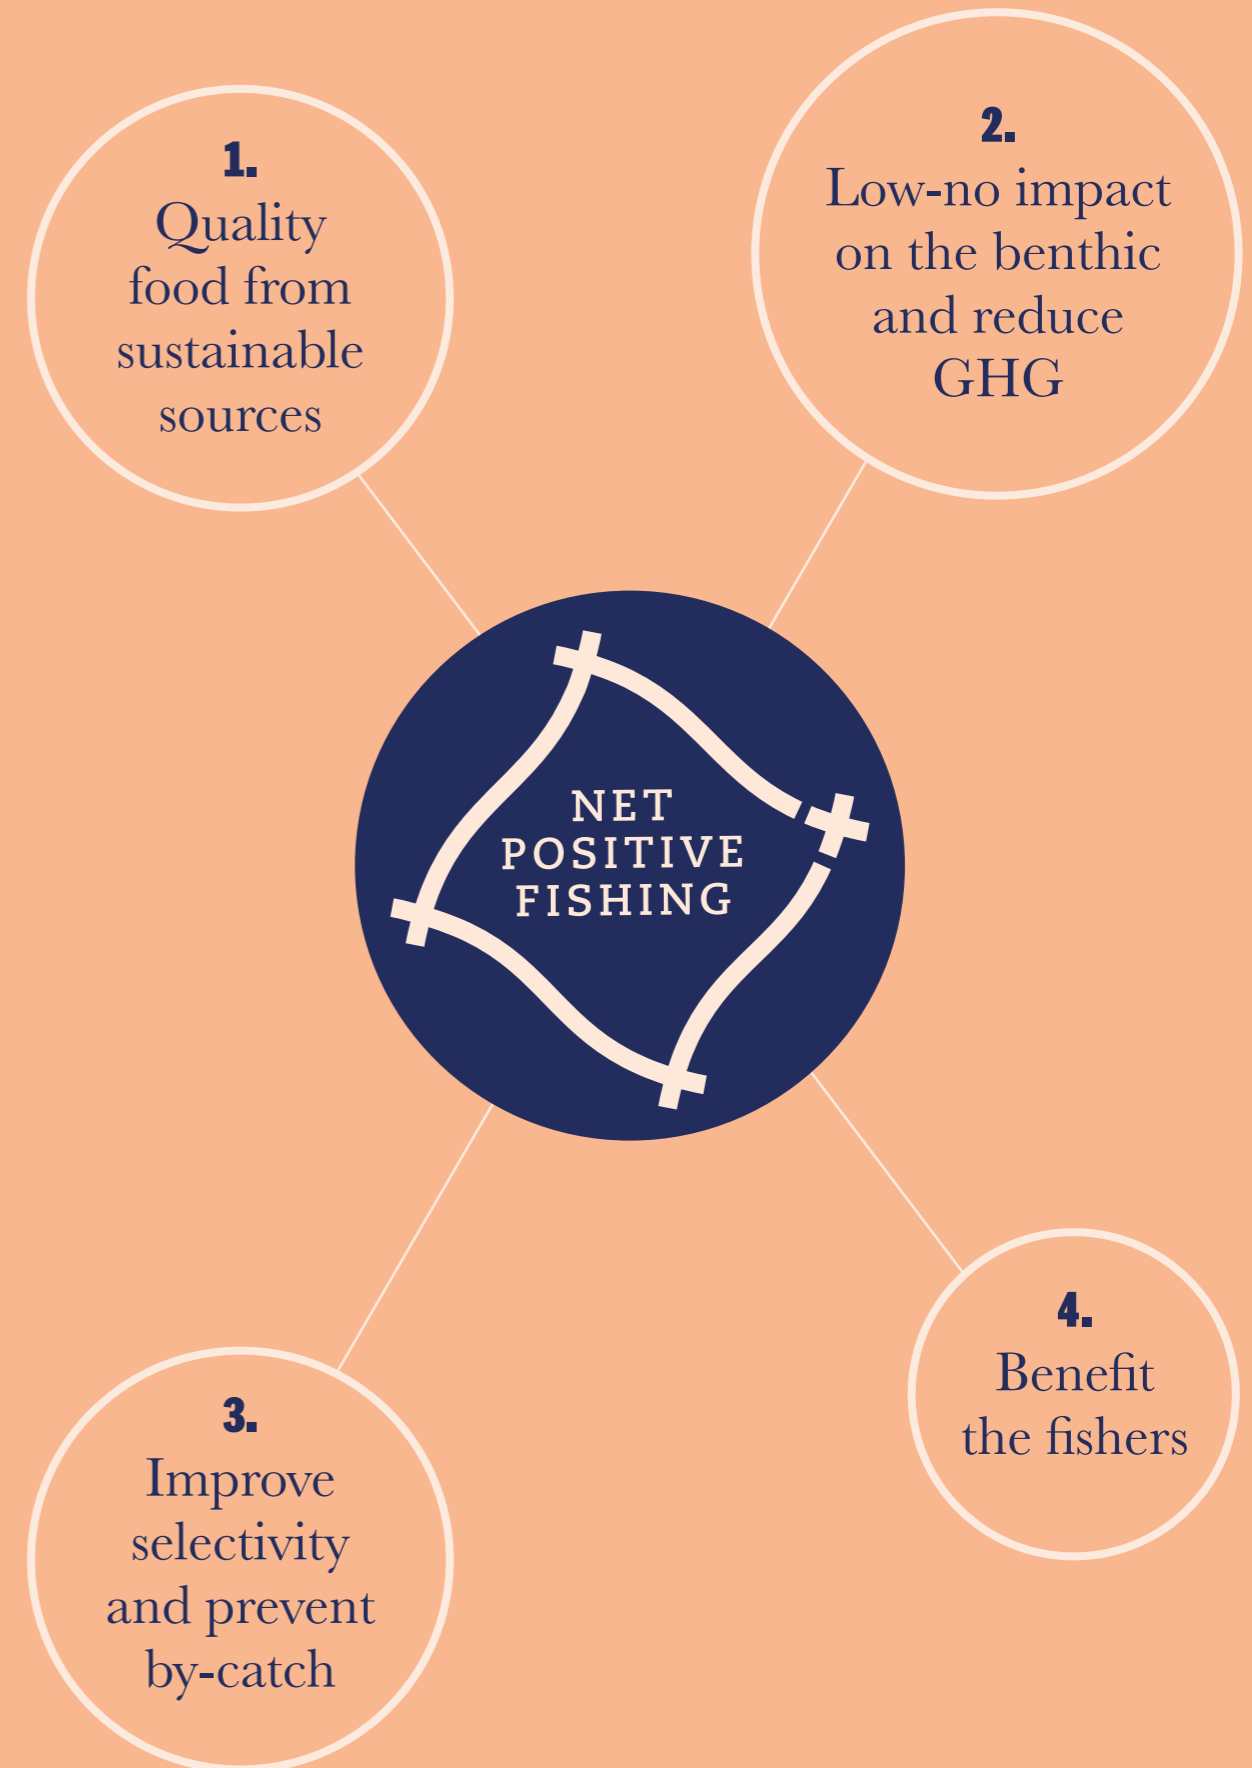 1.
Quality
food from
sustainable
sources
2.
Low-no impact
on the benthic
and reduce
GHG
NET
POSITIVE
FISHING
3.
Improve
selectivity
and prevent
by-catch
4.
Benefit
the fishers